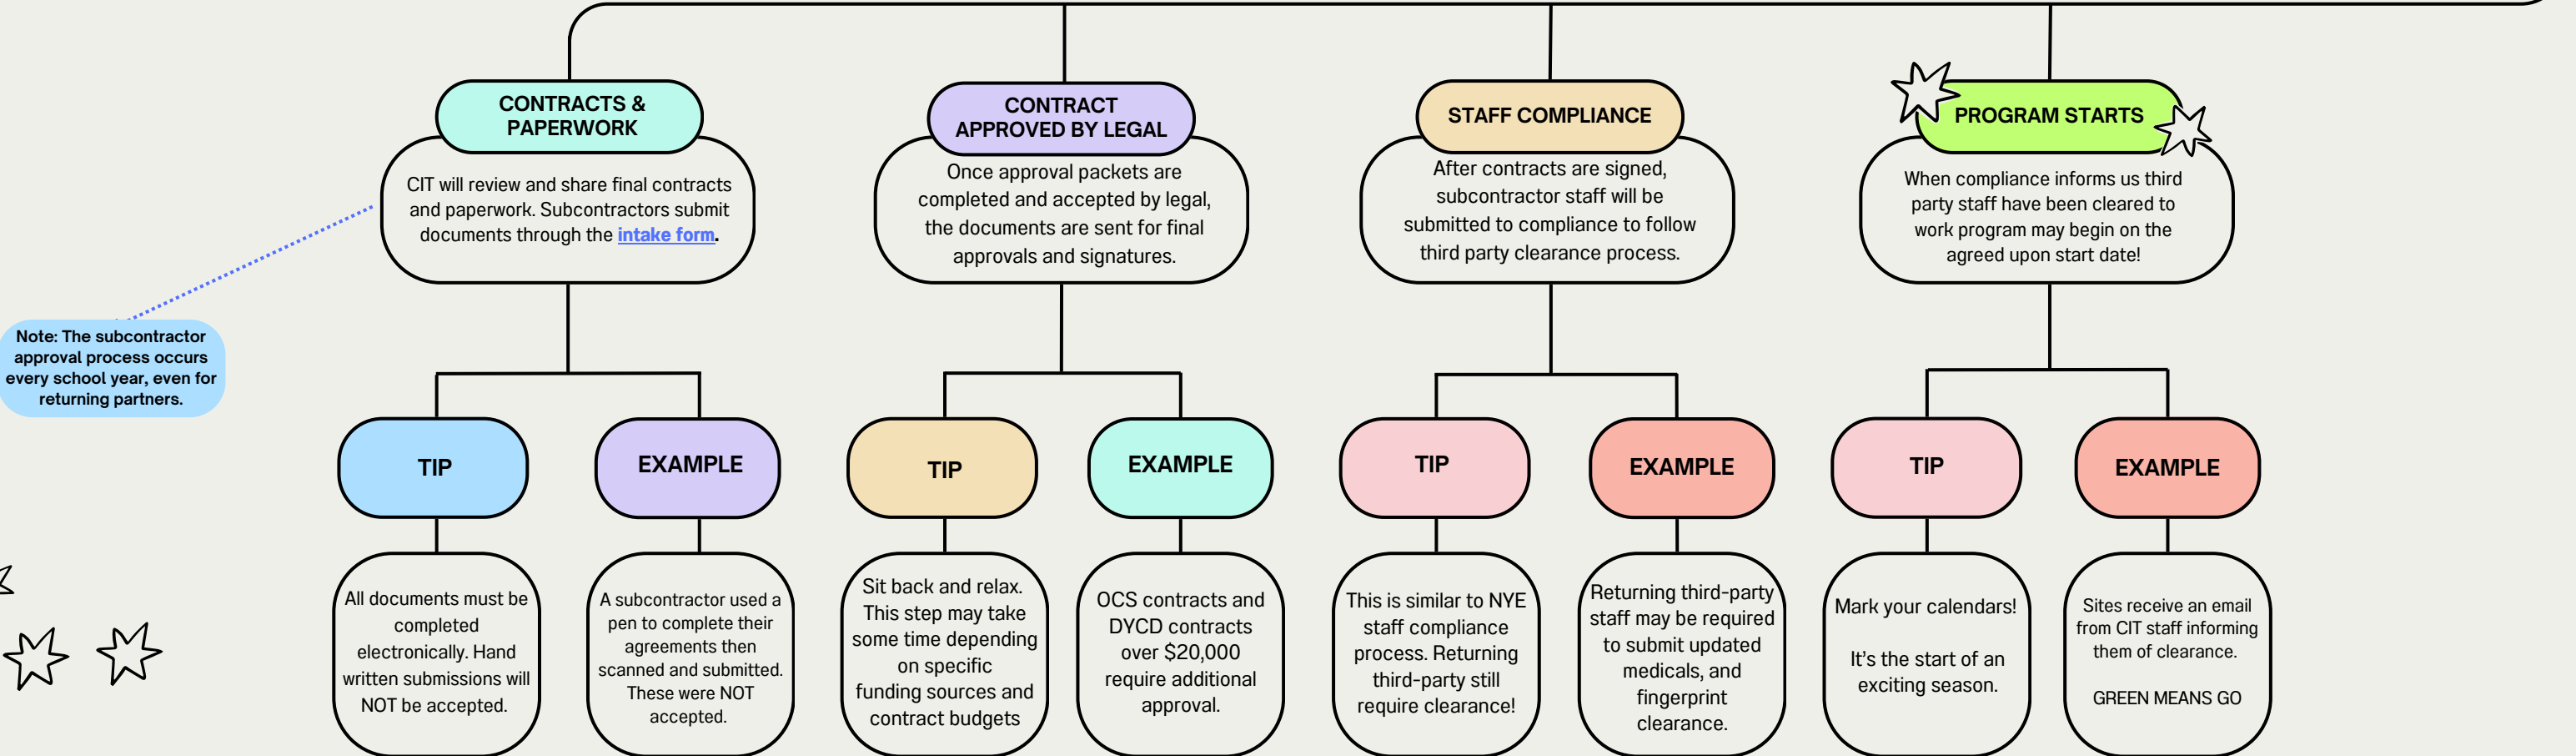 CONTRACTS &
PAPERWORK
CIT will review and share final contracts
and paperwork. Subcontractors submit
documents through the intake form.
Note: The subcontractor
approval process occurs
every school year, even for
returning partners.
TIP
All documents must be
completed
electronically. Hand
written submissions will
NOT be accepted.
EXAMPLE
A subcontractor used a
pen to complete their
agreements then
scanned and submitted.
These were NOT
accepted.
CONTRACT
APPROVED BY LEGAL
Once approval packets are
completed and accepted by legal,
the documents are sent for final
approvals and signatures.
TIP
Sit back and relax.
This step may take
some time depending
on specific
funding sources and
contract budgets
EXAMPLE
OCS contracts and
DYCD contracts
over $20,000
require additional
approval.
STAFF COMPLIANCE
After contracts are signed,
subcontractor staff will be
submitted to compliance to follow
third party clearance process.
TIP
This is similar to NYE
staff compliance
process. Returning
third-party still
require clearance!
EXAMPLE
Returning third-party
staff may be required
to submit updated
medicals, and
fingerprint
clearance.
PROGRAM STARTS
When compliance informs us third
party staff have been cleared to
work program may begin on the
agreed upon start date!
TIP
Mark your calendars!
It's the start of an
exciting season.
EXAMPLE
Sites receive an email
from CIT staff informing
them of clearance.
GREEN MEANS GO